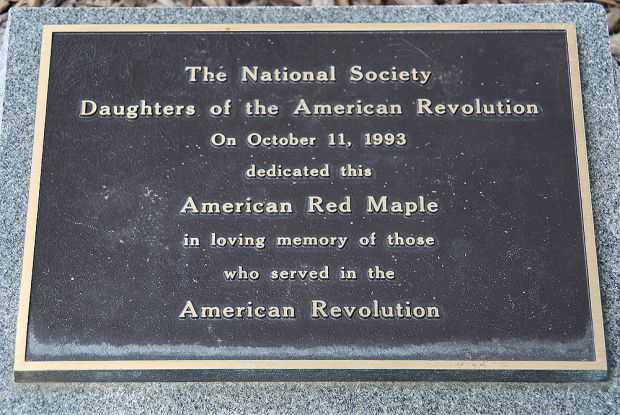 The National Society
Daughters of the American Revolution
On October 11, 1993
dedicated this
American Red Maple
in loving memory of those
who served in the
American Revolution